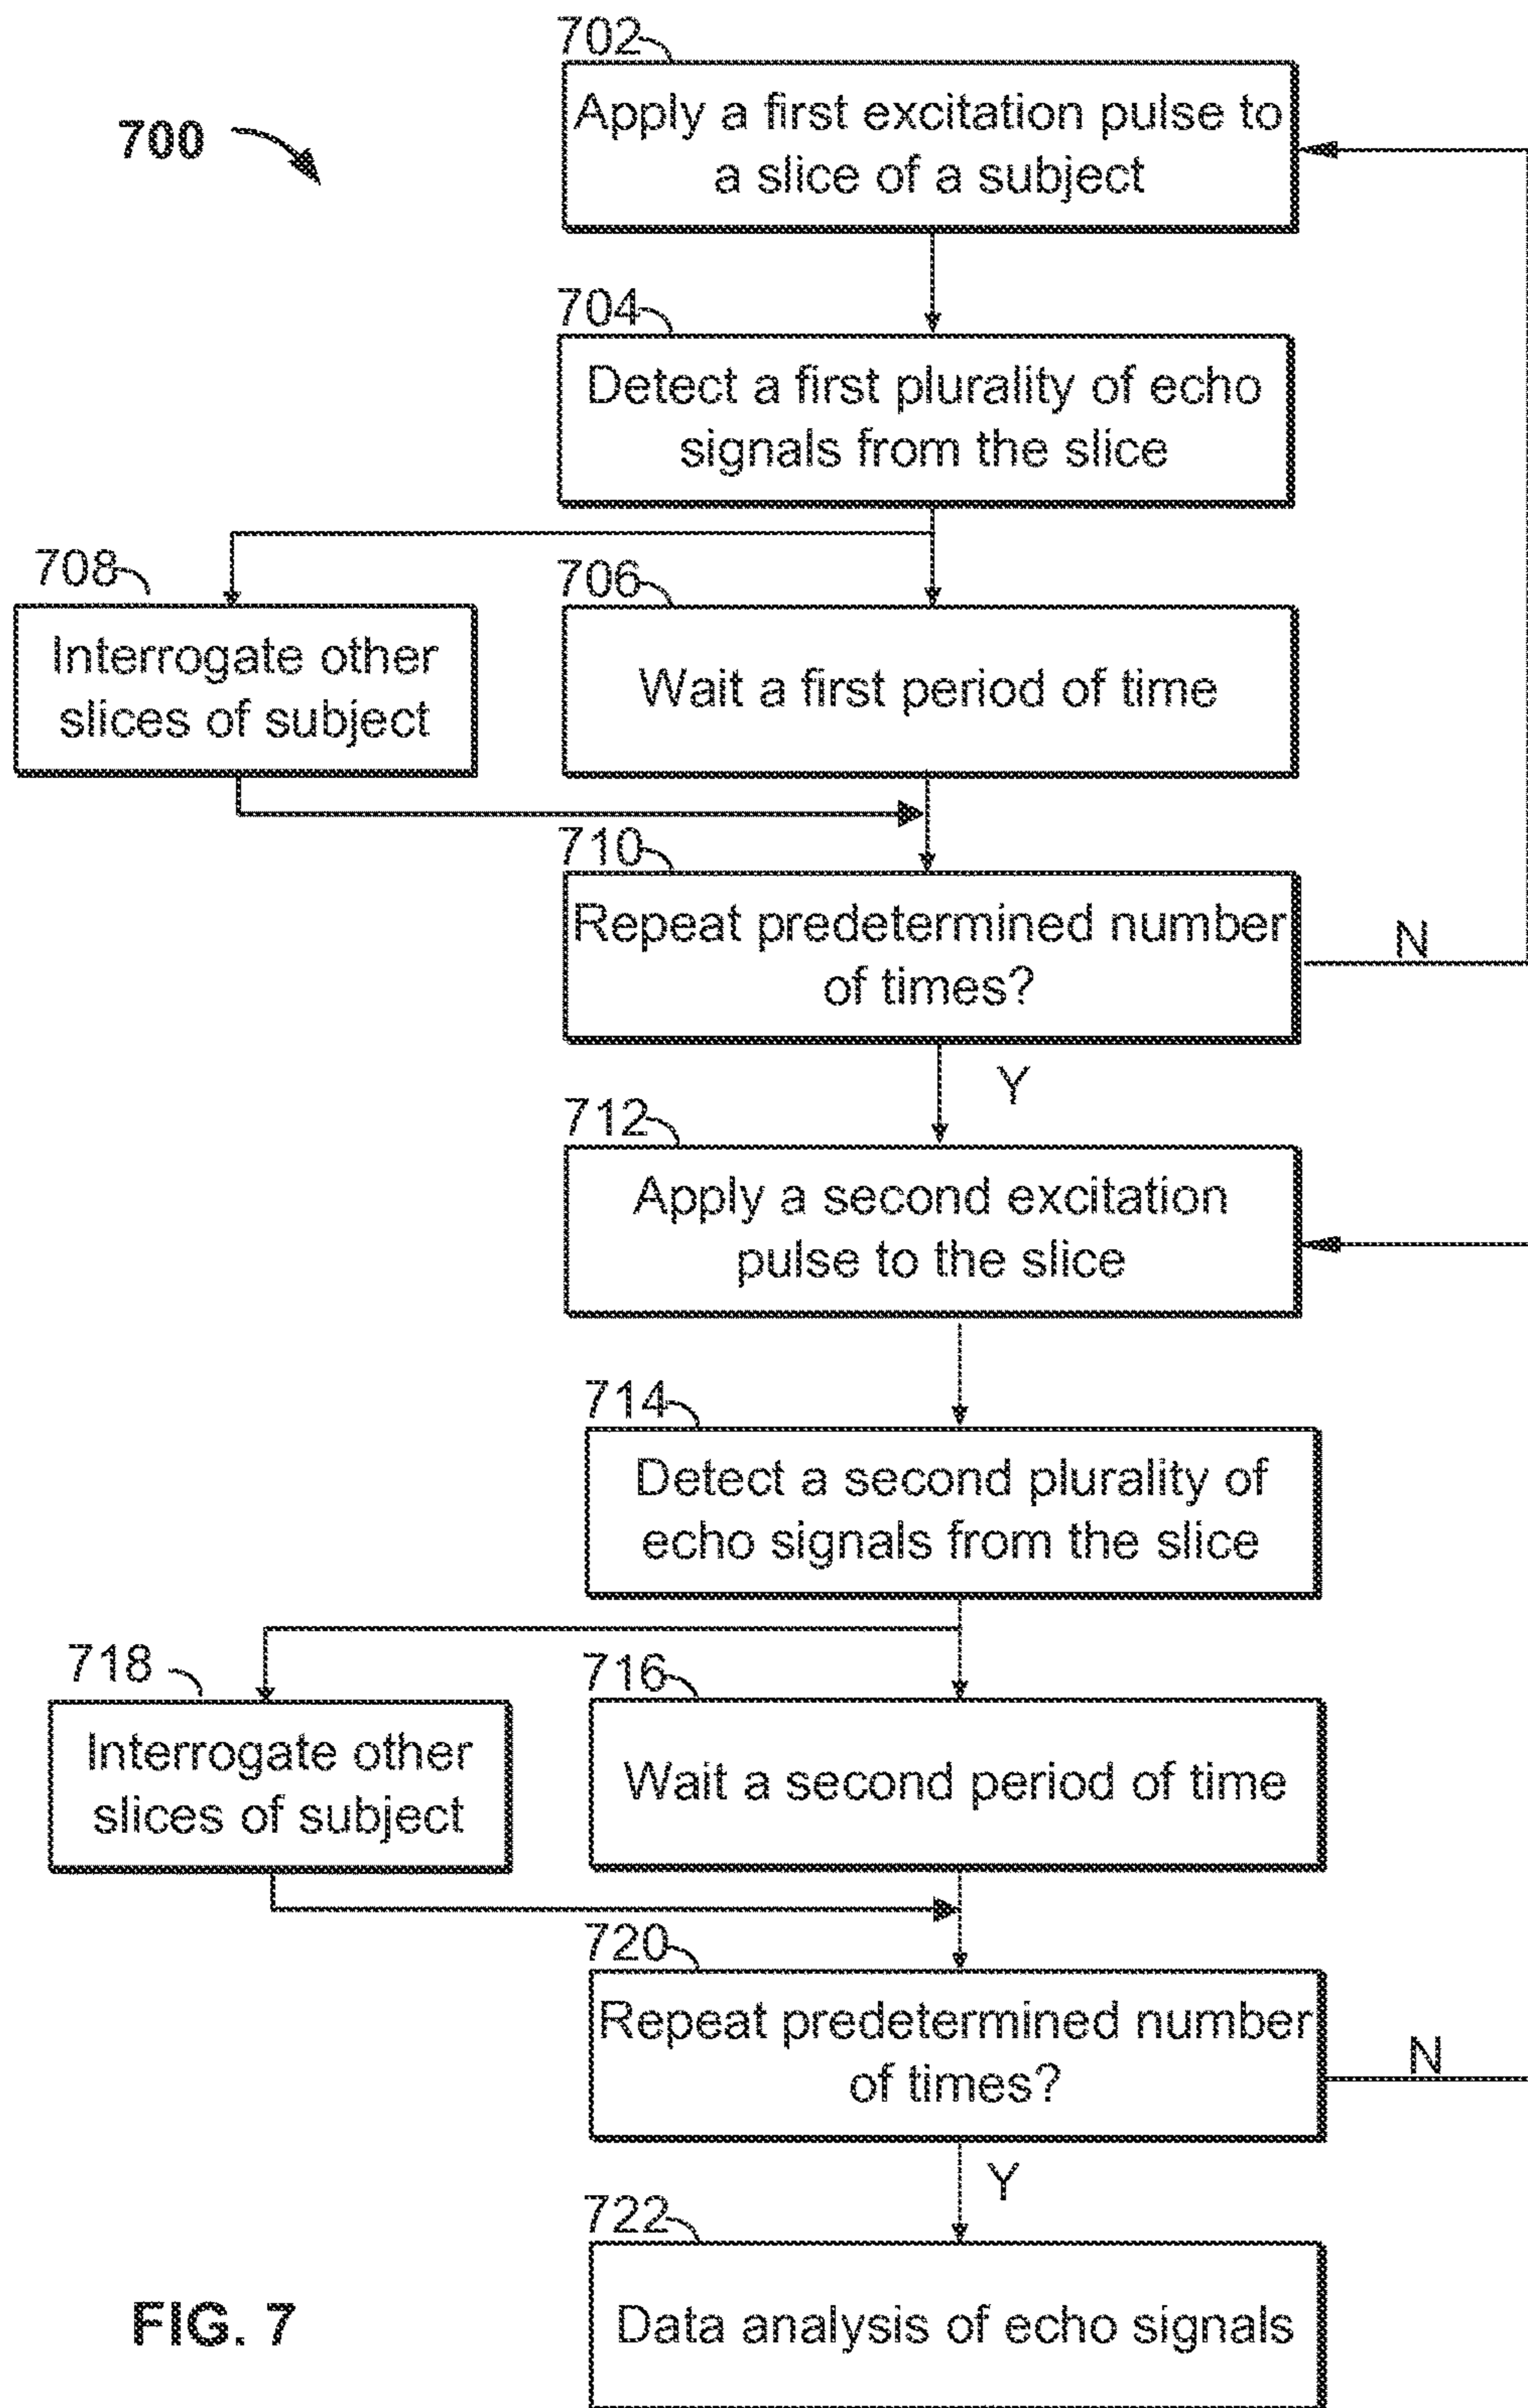 702
Apply a first excitation pulse to
a slice of a subject
700
704
Detect a first plurality of echo
signals from the slice
708
Interrogate other
slices of subject
706
Wait a first period of time
710
Repeat predetermined number
of times?
N
Y
712
Apply a second excitation
pulse to the slice
714
Detect a second plurality of
echo signals from the slice
718
Interrogate other
slices of subject
716
Wait a second period of time
720
Repeat predetermined number
of times?
N
Y
722
Data analysis of echo signals
FIG. 7